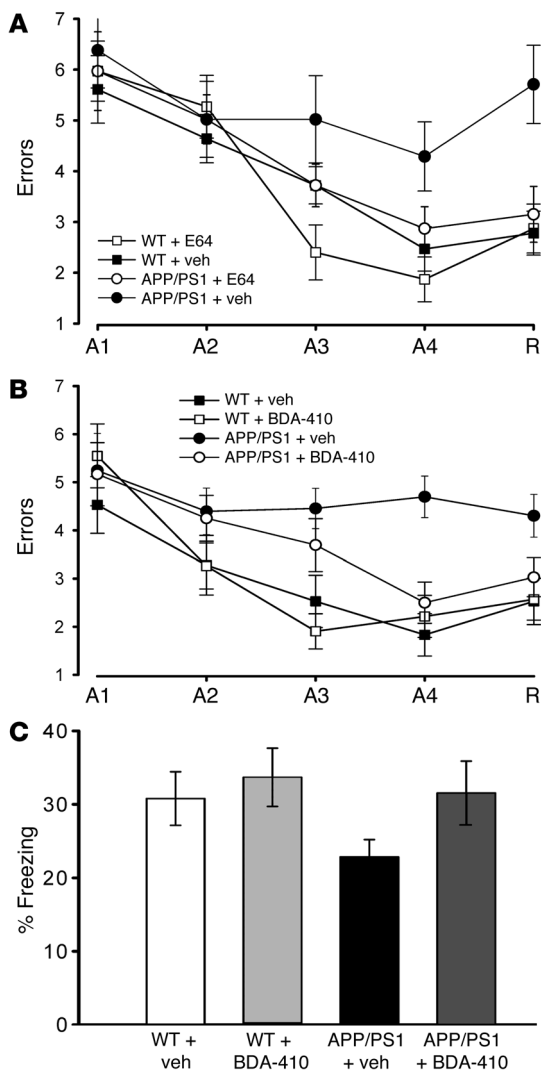 A
7
6
5
4
3
2
1
Errors
WT + E64
WT + veh
APP/PS1 + E64
APP/PS1 + veh
A1 A2 A3 A4 R
B
7
6
5
4
3
2
1
Errors
WT + veh
WT + BDA-410
APP/PS1 + veh
APP/PS1 + BDA-410
A1 A2 A3 A4 R
C
40
30
20
10
0
% Freezing
WT +
veh
WT +
BDA-410
APP/PS1
+ veh
APP/PS1
+ BDA-410